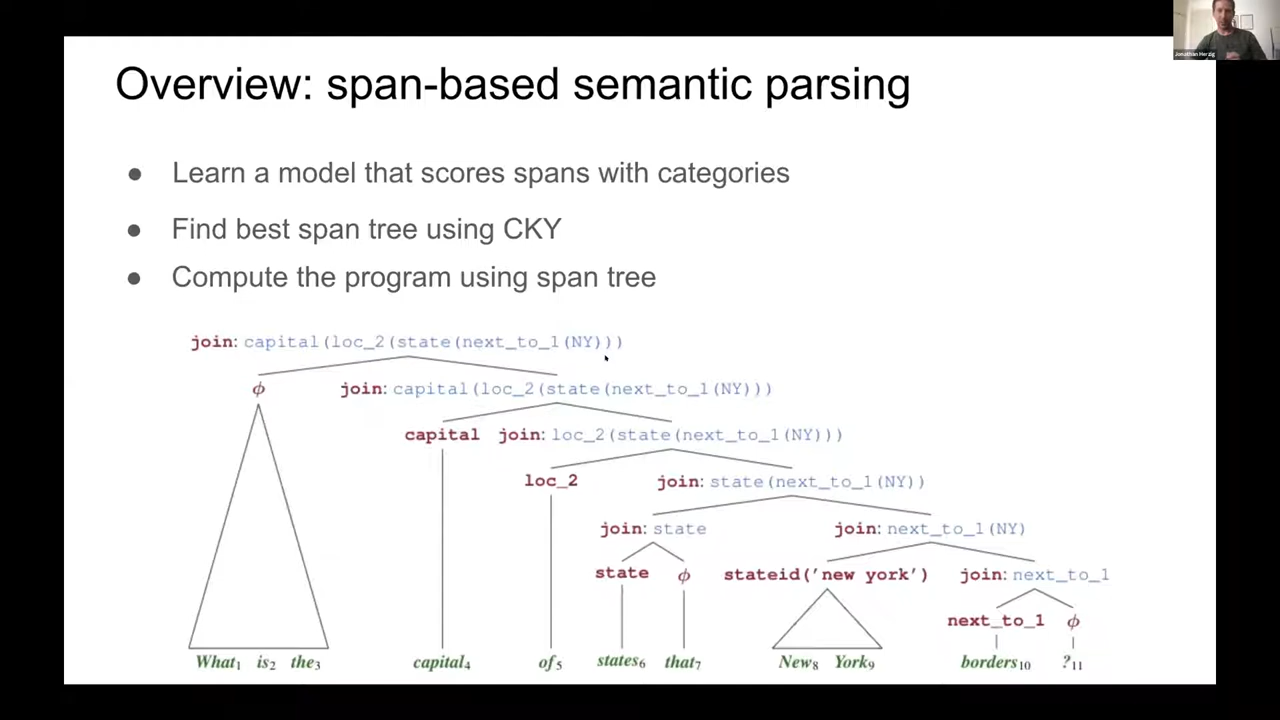 Jonathan Herzig
Overview: span-based semantic parsing
● Learn a model that scores spans with categories
● Find best span tree using CKY
● Compute the program using span tree
join: capital(loc_2(state(next_to_1(NY)))
ϕ join: capital(loc_2(state(next_to_1(NY)))
capital join: loc_2(state(next_to_1(NY)))
loc_2 join: state(next_to_1(NY))
join: state join: next_to_1(NY)
state ϕ stateid('new york') join: next_to_1
next_to_1 ϕ
What₁ is₂ the₃ capital₄ of₅ states₆ that₇ New₈ York₉ borders₁₀ ?₁₁